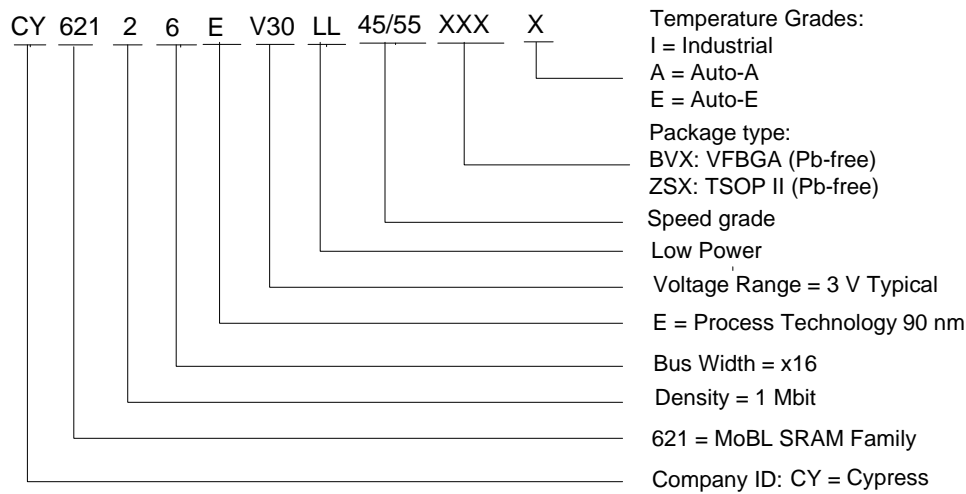 CY 621 2 6 E V30 LL 45/55 XXX X
Temperature Grades:
I = Industrial
A = Auto-A
E = Auto-E
Package type:
BVX: VFBGA (Pb-free)
ZSX: TSOP II (Pb-free)
Speed grade
Low Power
Voltage Range = 3 V Typical
E = Process Technology 90 nm
Bus Width = x16
Density = 1 Mbit
621 = MoBL SRAM Family
Company ID: CY = Cypress